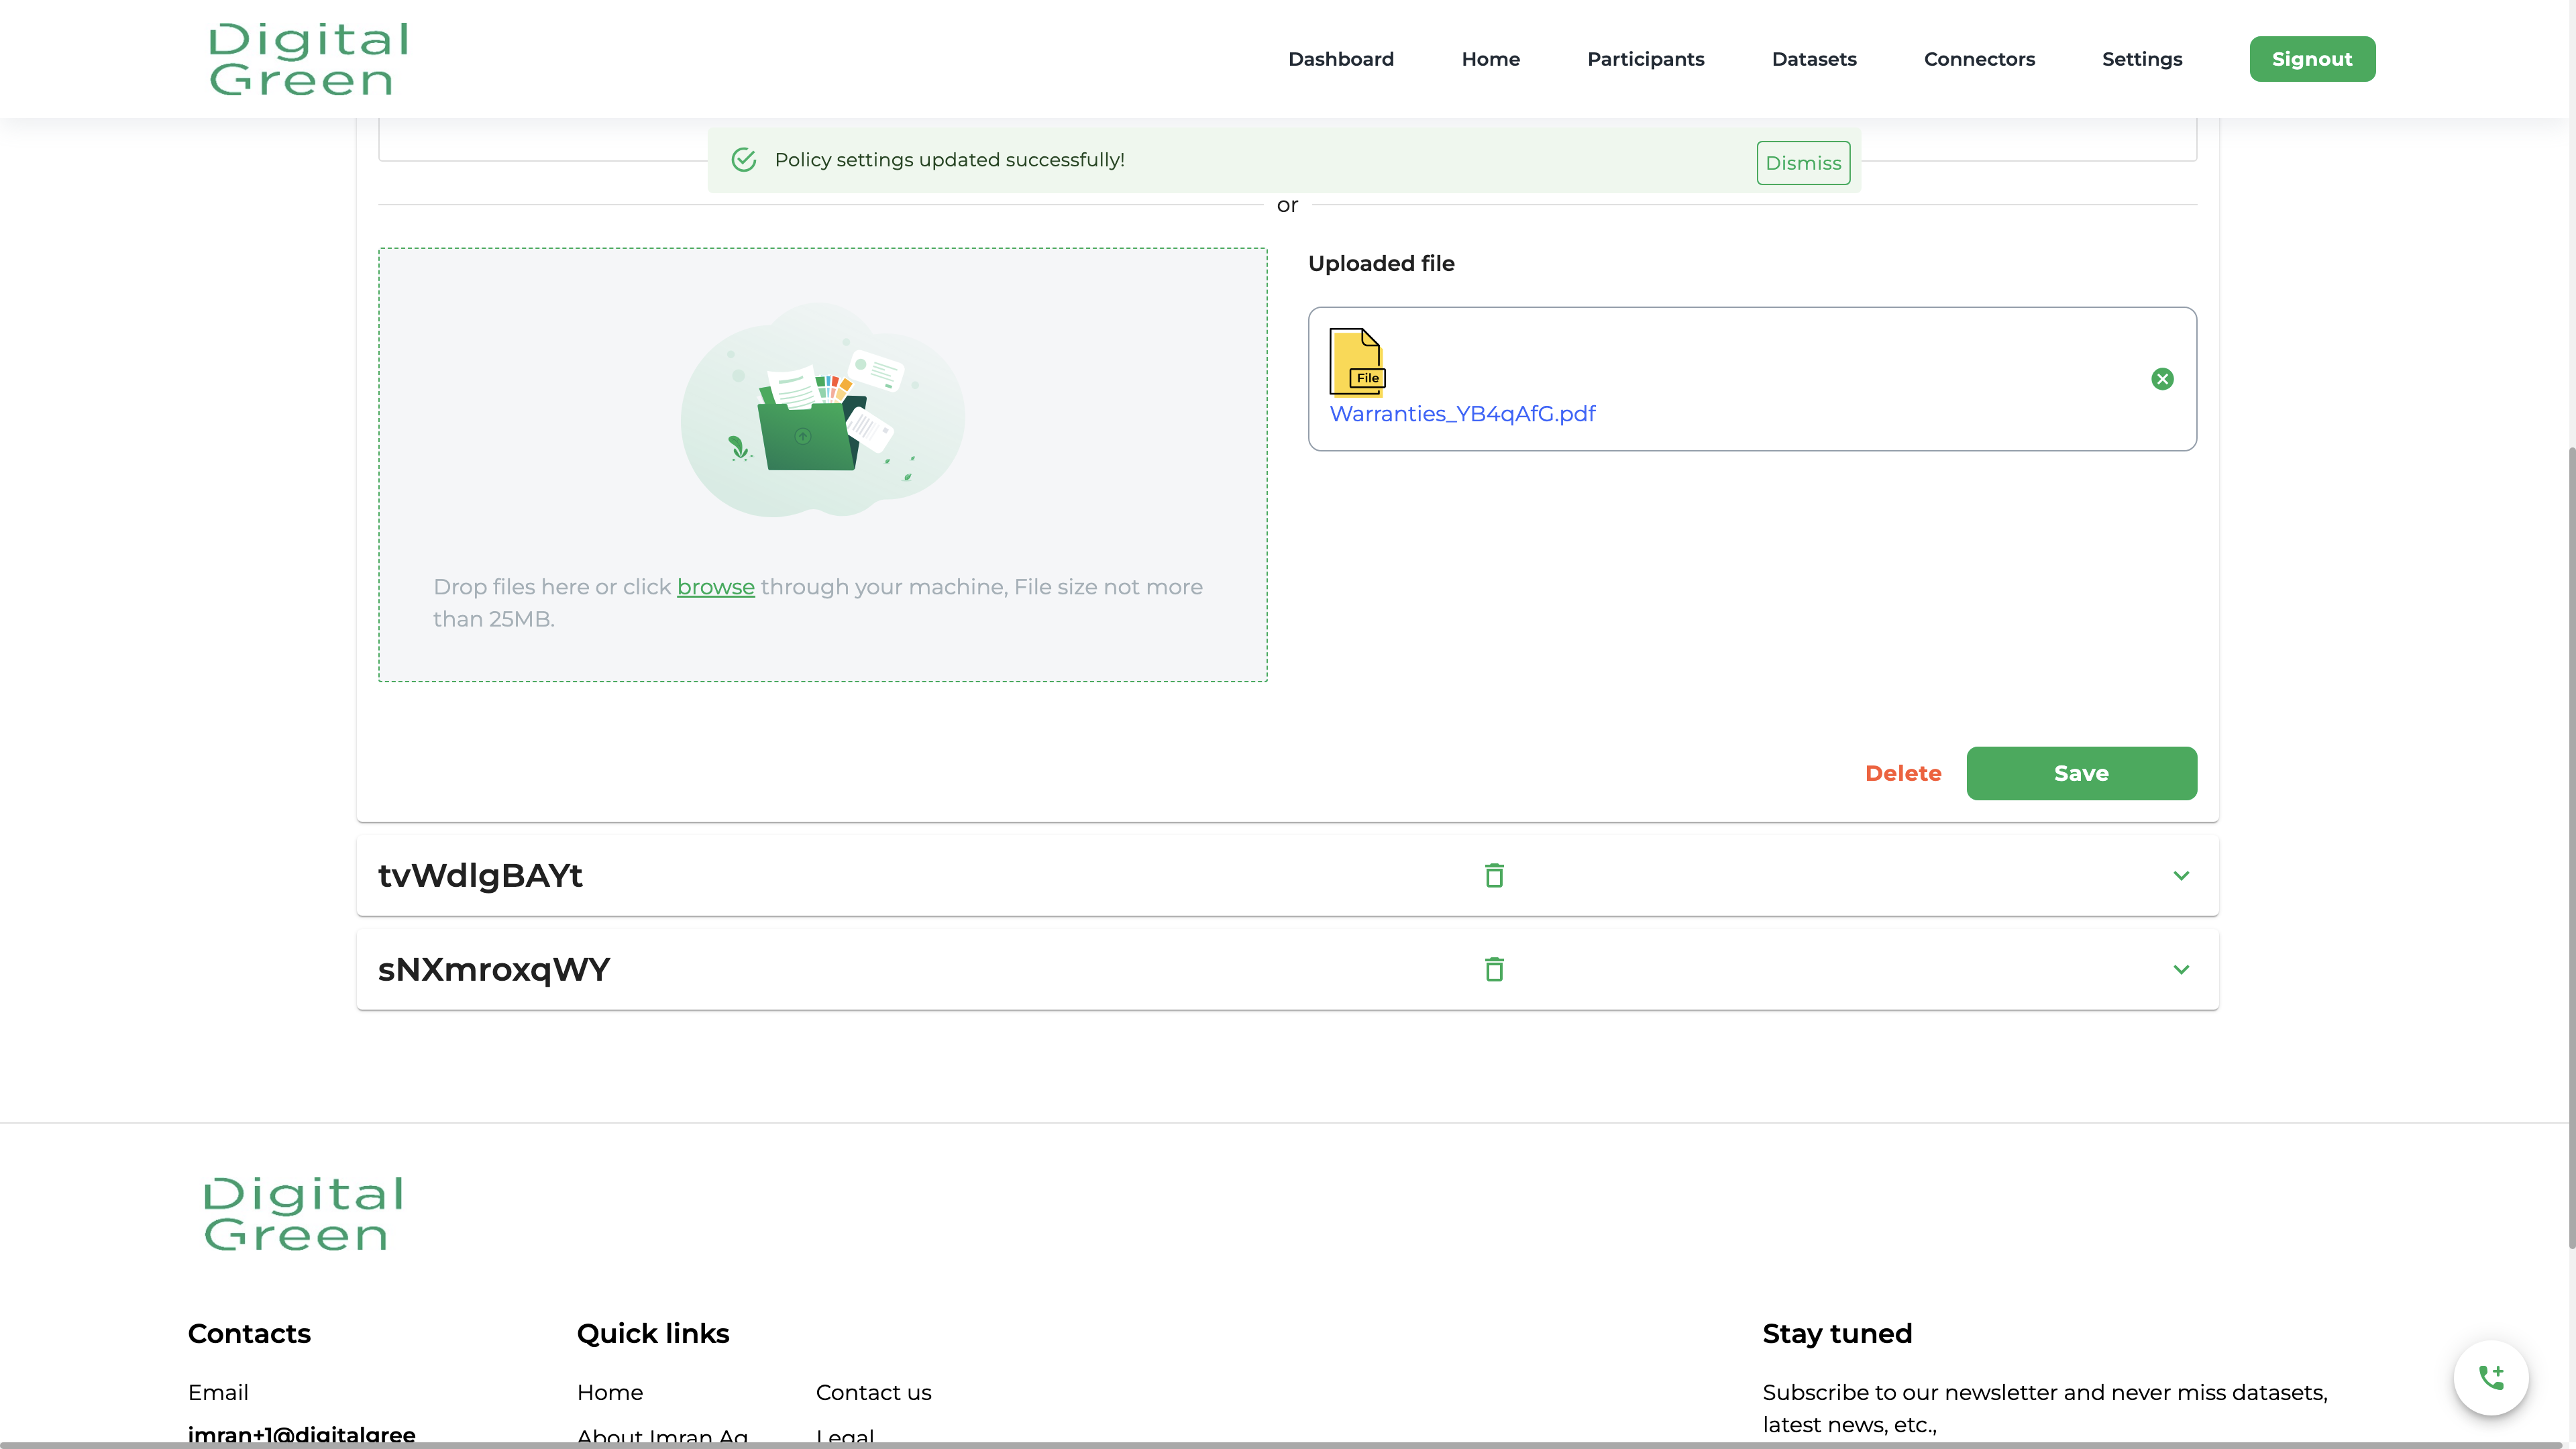 Digital
Green
Dashboard
Home
Participants
Datasets
Connectors
Settings
Signout
Policy settings updated successfully!
Dismiss
or
Drop files here or click browse through your machine, File size not more
than 25MB.
Uploaded file
File
Warranties_YB4qAfG.pdf
Delete
Save
tvWdlgBAYt
sNXmroxqWY
Digital
Green
Contacts
Email
imran+1@digitalgree
Quick links
Home
Contact us
About Imran Ag
Legal
Stay tuned
Subscribe to our newsletter and never miss datasets,
latest news, etc.,